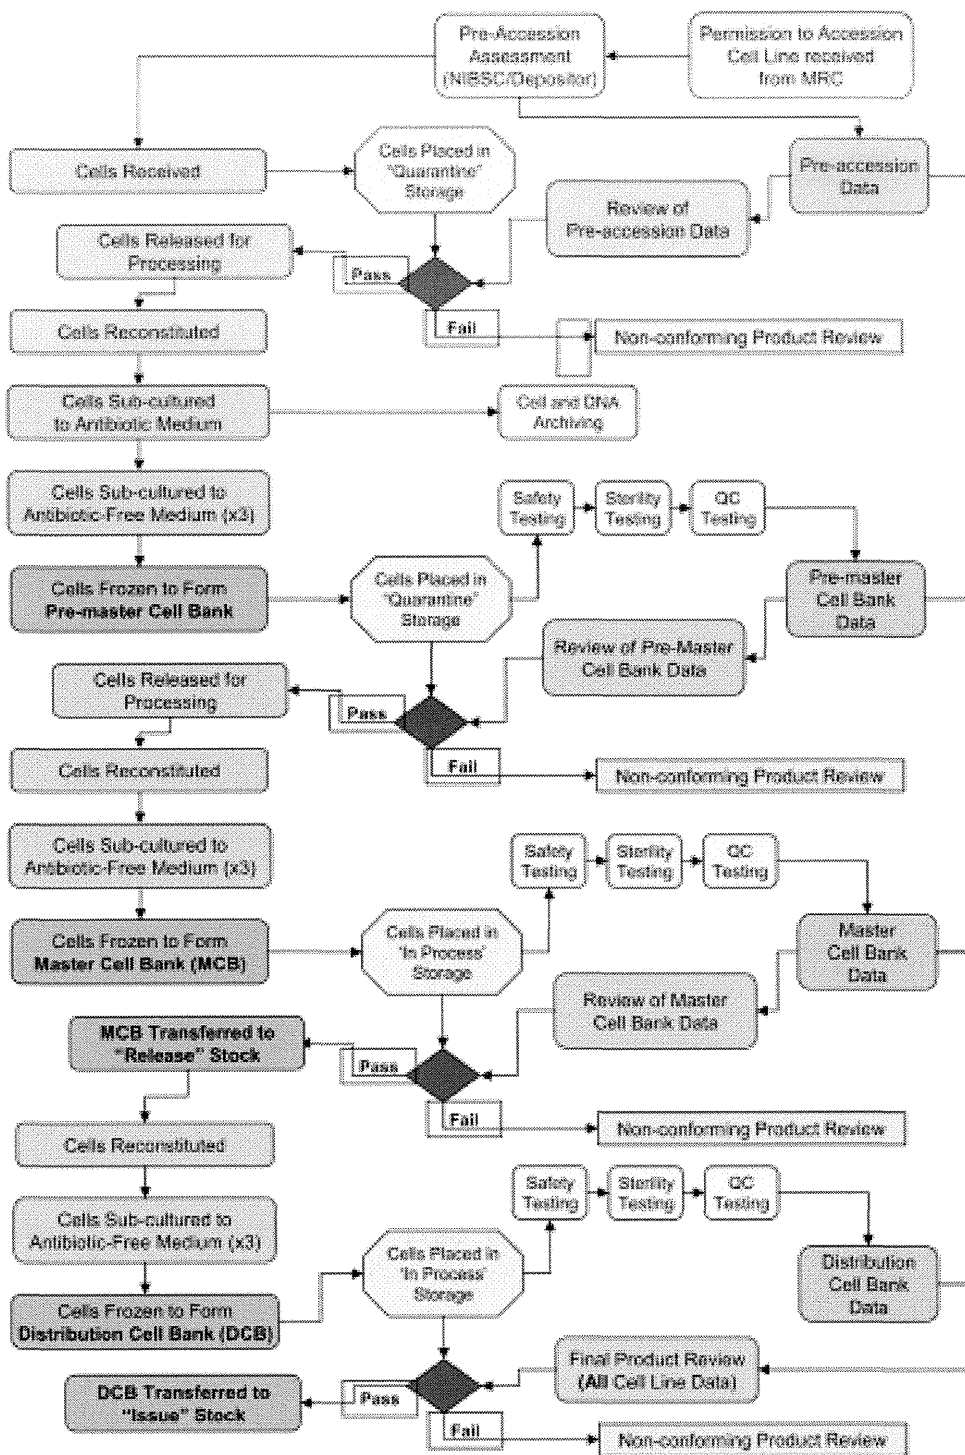 Pre-Accession
Assessment
(NIBSC/Depositor)
Permission to Accession
Cell Line received
from MRC
Cells Received
Cells Placed in
"Quarantine"
Storage
Pre-accession
Data
Review of
Pre-accession Data
Cells Released for
Processing
Pass
Fail
Cells Reconstituted
Non-conforming Product Review
Cells Sub-cultured
to Antibiotic Medium
Cell and DNA
Archiving
Cells Sub-cultured to
Antibiotic-Free Medium (x3)
Safety
Testing
Sterility
Testing
QC
Testing
Cells Frozen to Form
Pre-master Cell Bank
Cells Placed in
"Quarantine"
Storage
Pre-master
Cell Bank
Data
Review of Pre-Master
Cell Bank Data
Cells Released for
Processing
Pass
Fail
Cells Reconstituted
Non-conforming Product Review
Cells Sub-cultured to
Antibiotic-Free Medium (x3)
Safety
Testing
Sterility
Testing
QC
Testing
Cells Frozen to Form
Master Cell Bank (MCB)
Cells Placed in
'In Process'
Storage
Master
Cell Bank
Data
Review of Master
Cell Bank Data
MCB Transferred to
"Release" Stock
Pass
Fail
Cells Reconstituted
Non-conforming Product Review
Cells Sub-cultured to
Antibiotic-Free Medium (x3)
Safety
Testing
Sterility
Testing
QC
Testing
Cells Placed in
'In Process'
Storage
Distribution
Cell Bank
Data
Cells Frozen to Form
Distribution Cell Bank (DCB)
Final Product Review
(All Cell Line Data)
DCB Transferred to
"Issue" Stock
Pass
Fail
Non-conforming Product Review